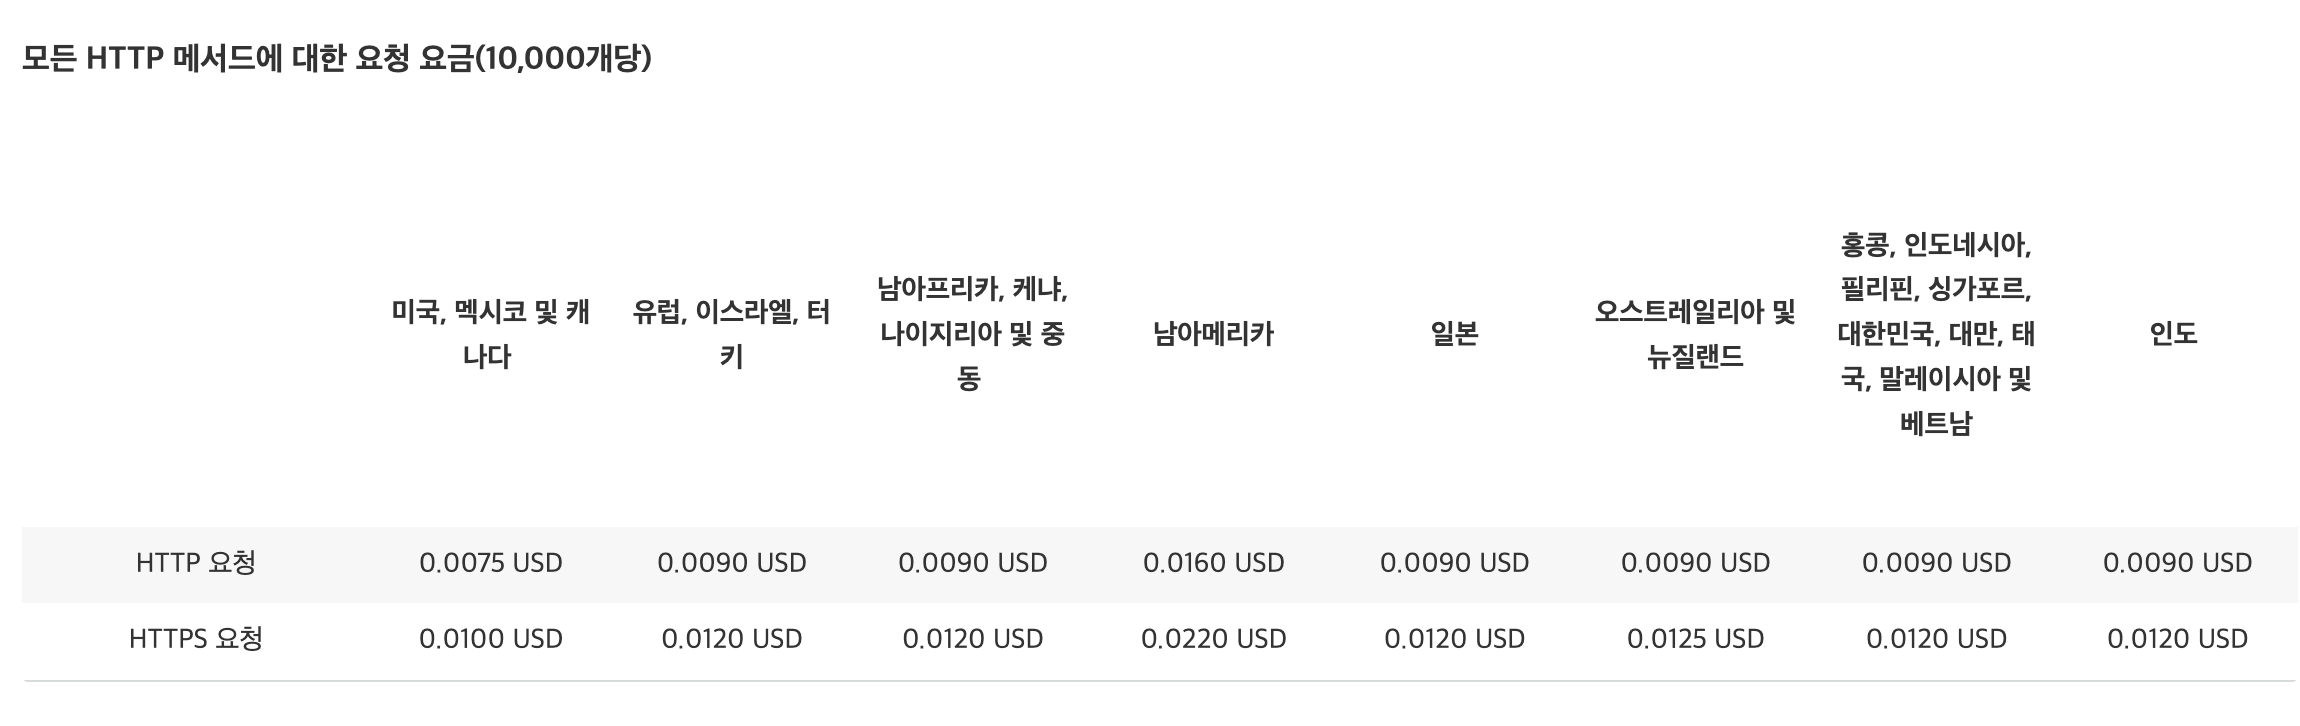 모든 HTTP 메서드에 대한 요청 요금(10,000개당)
미국, 멕시코 및 캐
나다
유럽, 이스라엘, 터
키
남아프리카, 케냐,
나이지리아 및 중
동
남아메리카
일본
오스트레일리아 및
뉴질랜드
홍콩, 인도네시아,
필리핀, 싱가포르,
대한민국, 대만, 태
국, 말레이시아 및
베트남
인도
HTTP 요청 0.0075 USD 0.0090 USD 0.0090 USD 0.0160 USD 0.0090 USD 0.0090 USD 0.0090 USD 0.0090 USD
HTTPS 요청 0.0100 USD 0.0120 USD 0.0120 USD 0.0220 USD 0.0120 USD 0.0125 USD 0.0120 USD 0.0120 USD